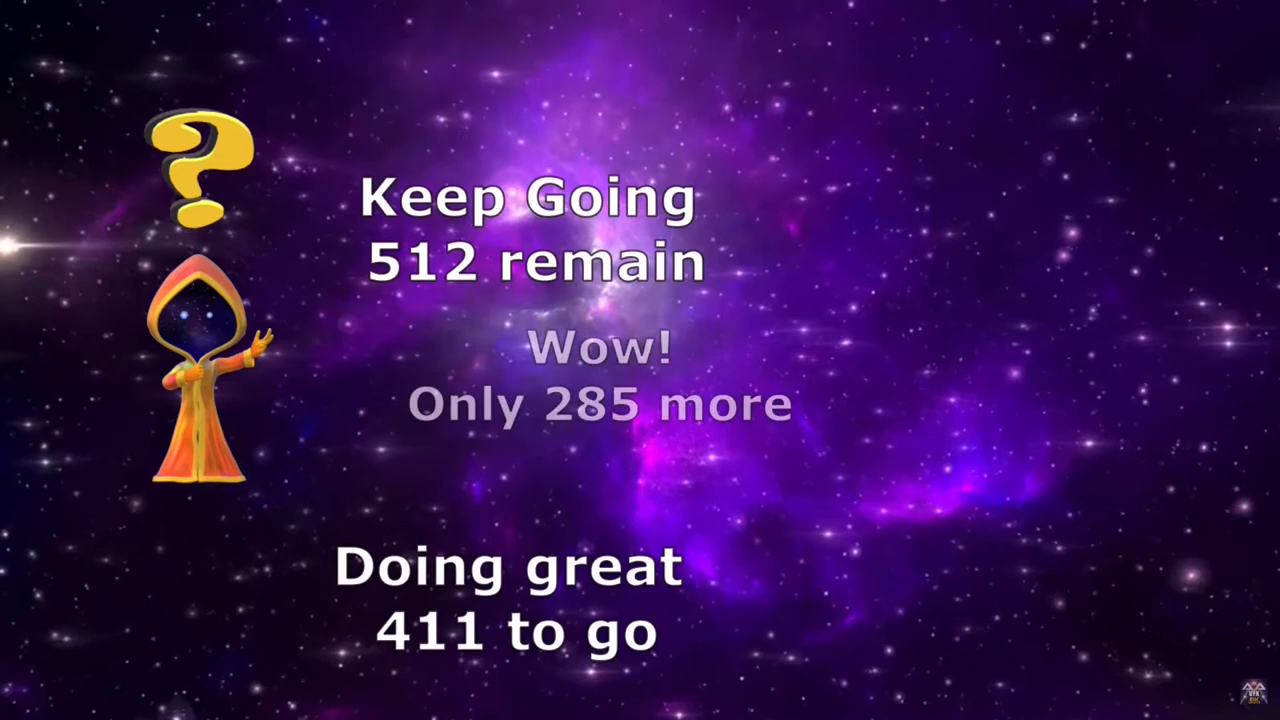 ?
Keep Going
512 remain
Wow!
Only 285 more
Doing great
411 to go